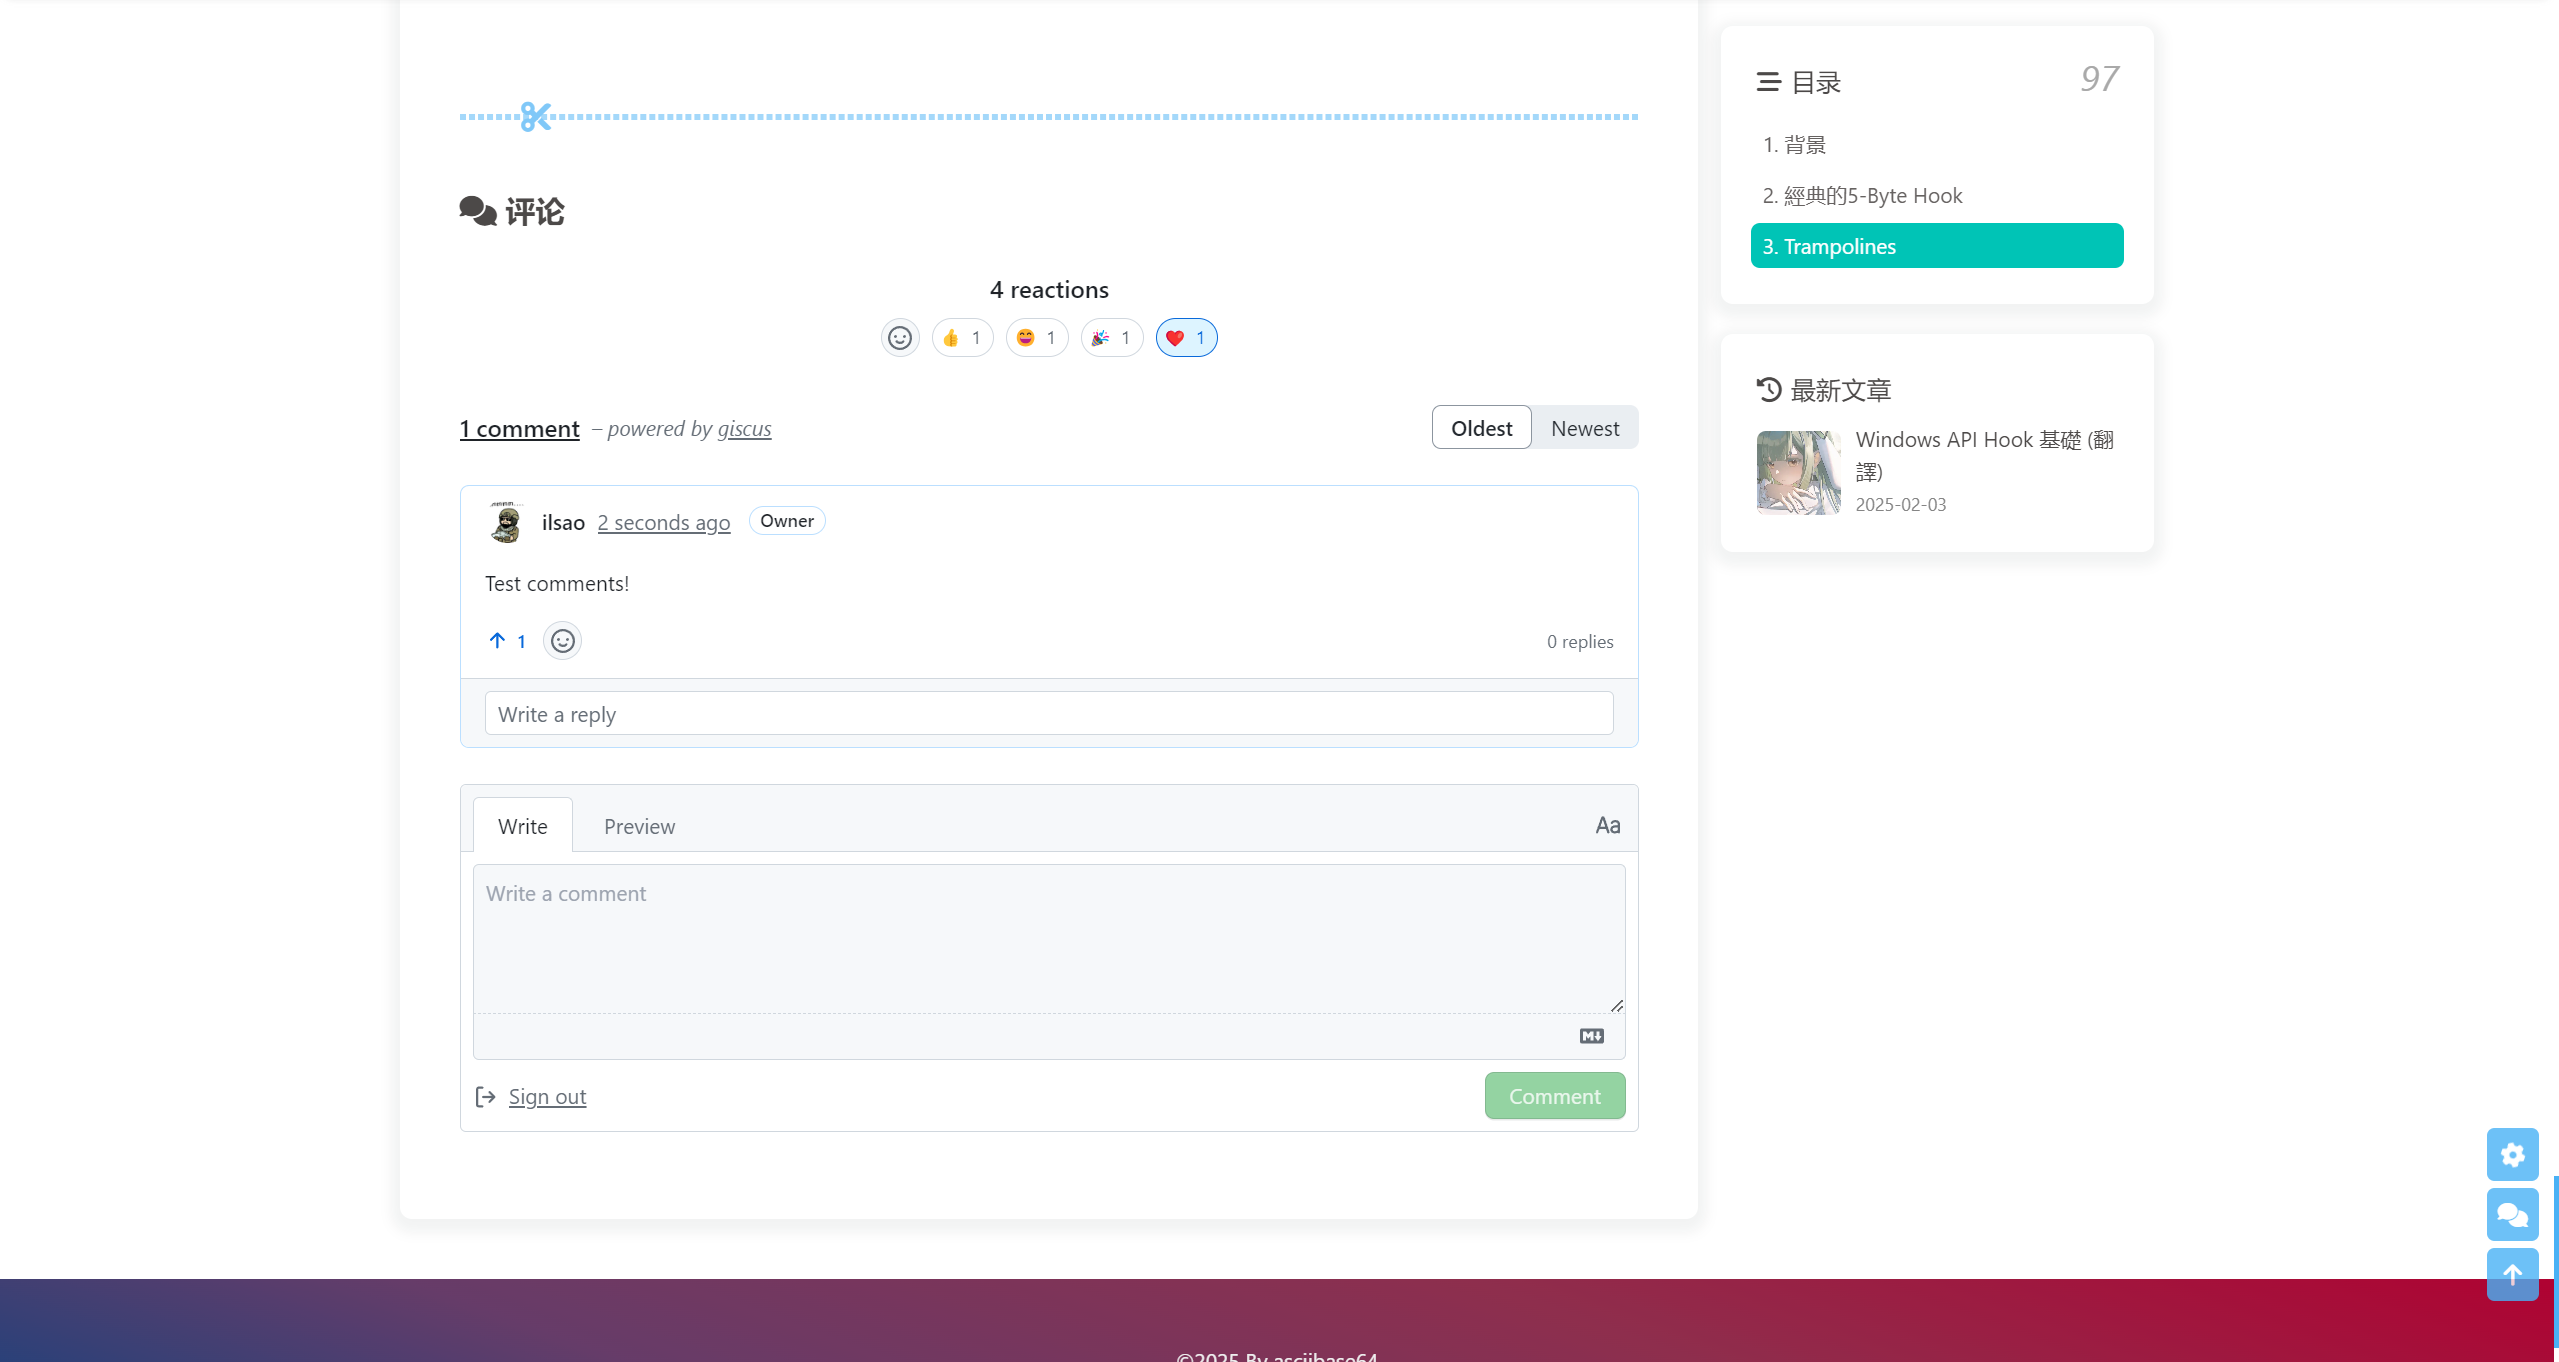 评论
4 reactions
1 1 1 1
1 comment – powered by giscus
Oldest Newest
ilsao 2 seconds ago Owner
Test comments!
1
0 replies
Write a reply
Write Preview Aa
Write a comment
M
Sign out
Comment
目录 97
1. 背景
2. 經典的5-Byte Hook
3. Trampolines
最新文章
Windows API Hook 基礎 (翻
譯)
2025-02-03
©2025 By asciibase64